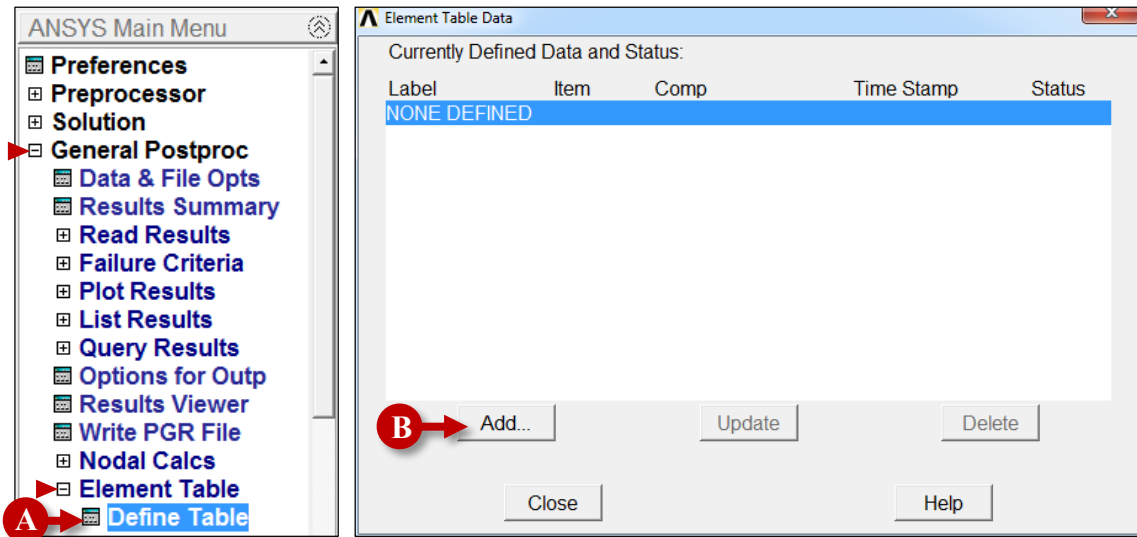 ANSYS Main Menu
Preferences
Preprocessor
Solution
General Postproc
Data & File Opts
Results Summary
Read Results
Failure Criteria
Plot Results
List Results
Query Results
Options for Outp
Results Viewer
Write PGR File
Nodal Calcs
Element Table
A Define Table
Element Table Data
Currently Defined Data and Status:
Label Item Comp Time Stamp Status
NONE DEFINED
B Add... Update Delete
Close Help